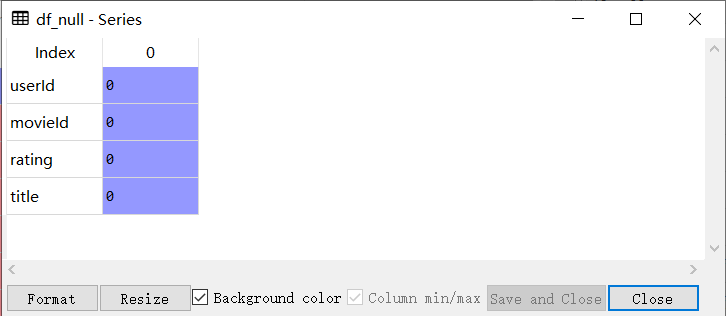 df_null - Series
Index 0
userId 0
movieId 0
rating 0
title 0
Format Resize Background color Column min/max Save and Close Close